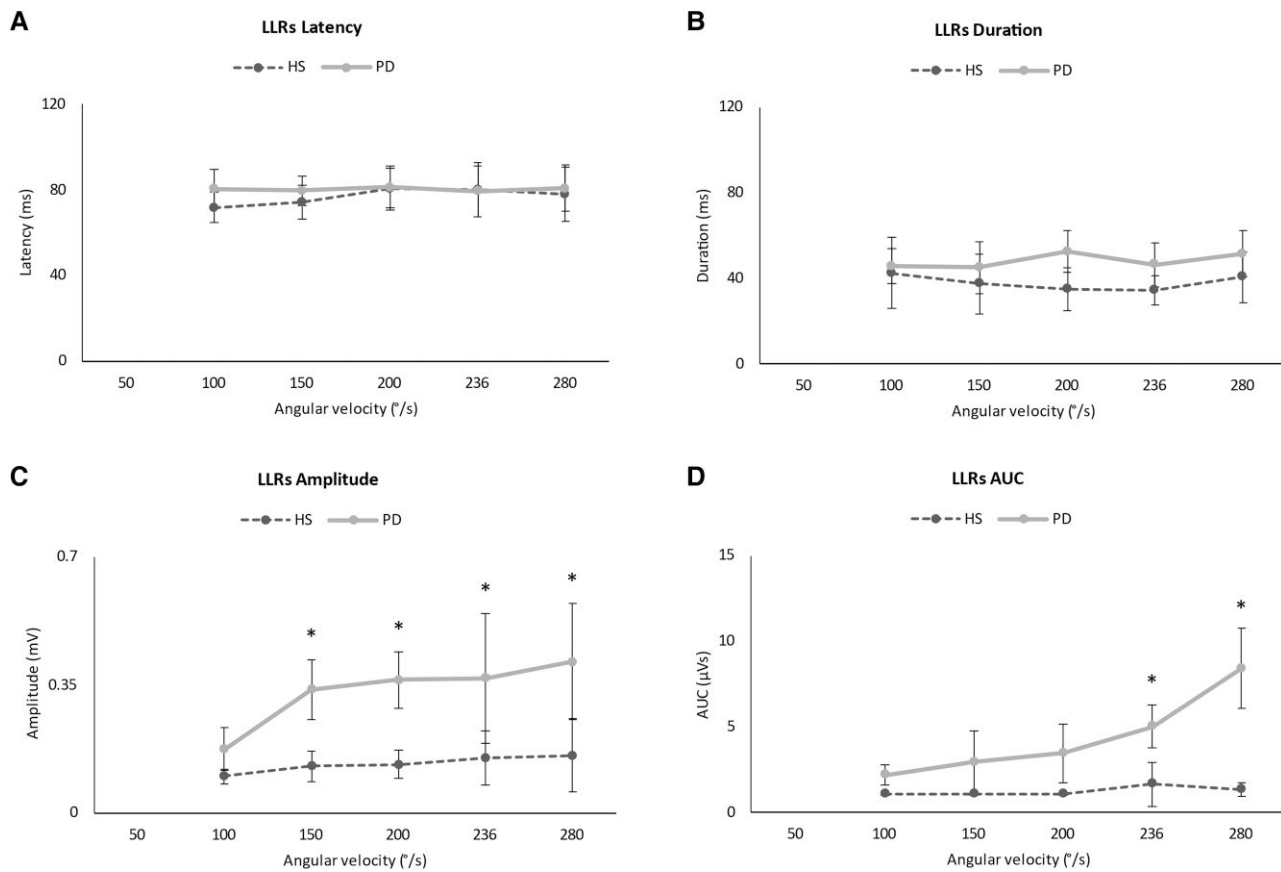 A
LLRs Latency
HS PD
120
80
40
0
Latency (ms)
50 100 150 200 236 280
Angular velocity (°/s)
B
LLRs Duration
HS PD
120
80
40
0
Duration (ms)
50 100 150 200 236 280
Angular velocity (°/s)
C
LLRs Amplitude
HS PD
0.7
0.35
0
Amplitude (mV)
* * * *
50 100 150 200 236 280
Angular velocity (°/s)
D
LLRs AUC
HS PD
15
10
5
0
AUC (µVs)
* *
50 100 150 200 236 280
Angular velocity (°/s)